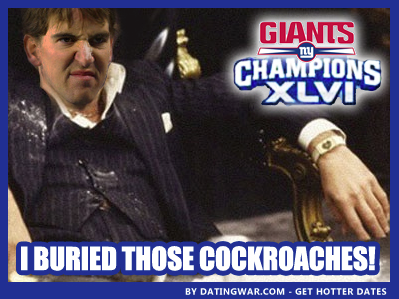 GIANTS
ny
CHAMPIONS
XLVI
I BURIED THOSE COCKROACHES!
BY DATINGWAR.COM - GET HOTTER DATES